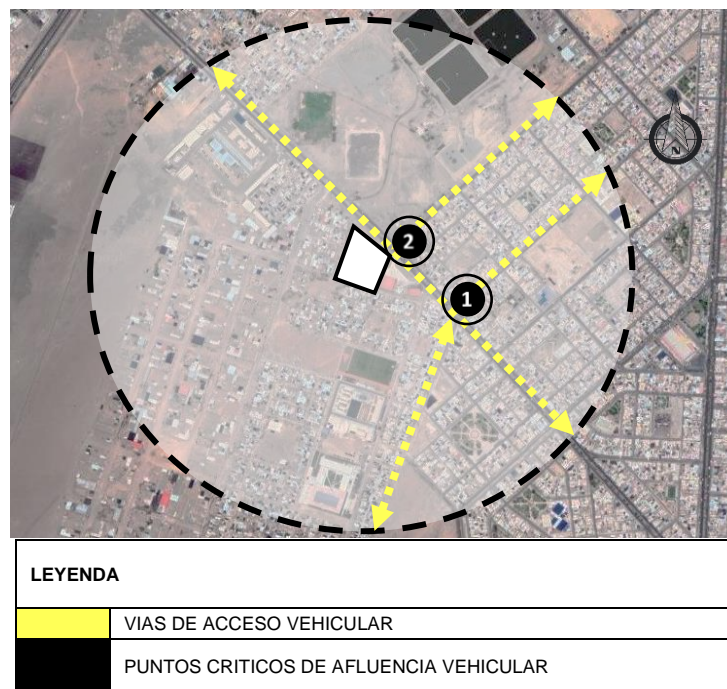 N
2
1
LEYENDA
VIAS DE ACCESO VEHICULAR
PUNTOS CRITICOS DE AFLUENCIA VEHICULAR